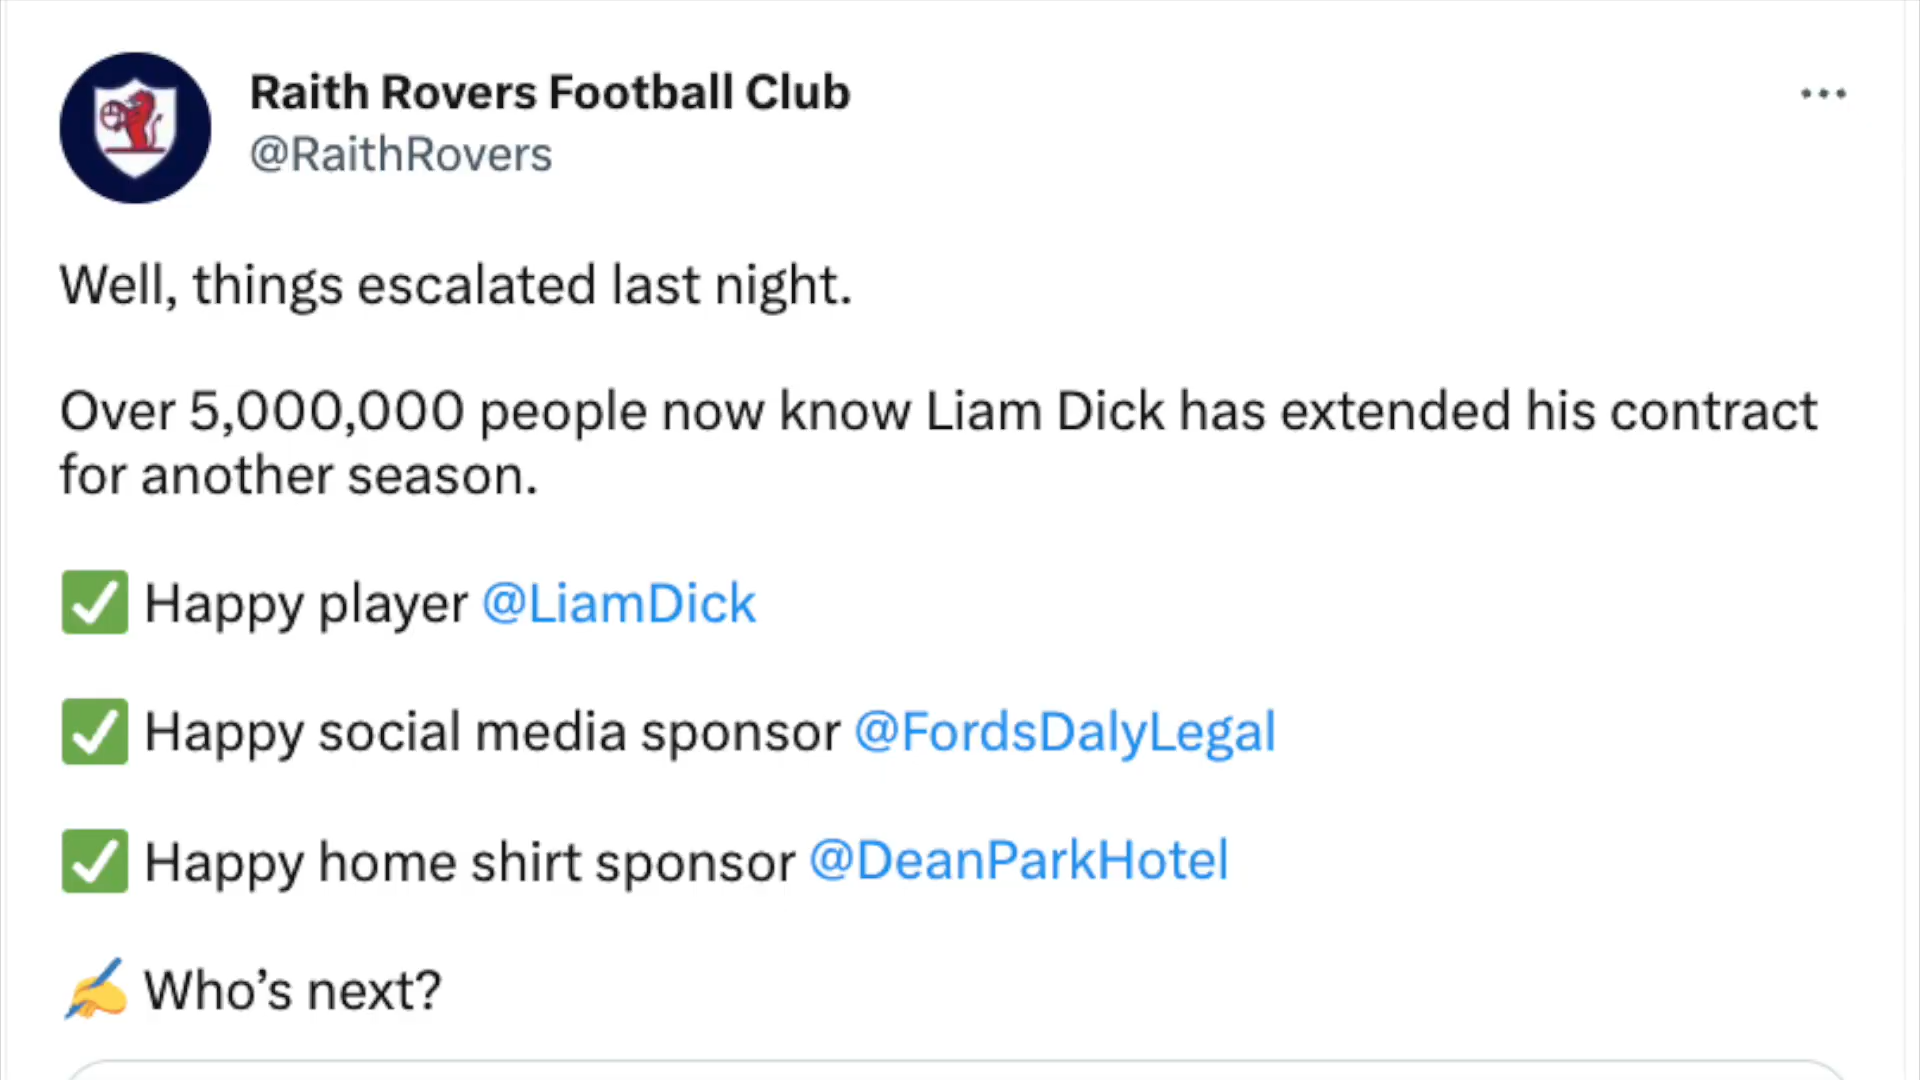 Raith Rovers Football Club
@RaithRovers
Well, things escalated last night.
Over 5,000,000 people now know Liam Dick has extended his contract
for another season.
✅ Happy player @LiamDick
✅ Happy social media sponsor @FordsDalyLegal
✅ Happy home shirt sponsor @DeanParkHotel
✍️ Who’s next?